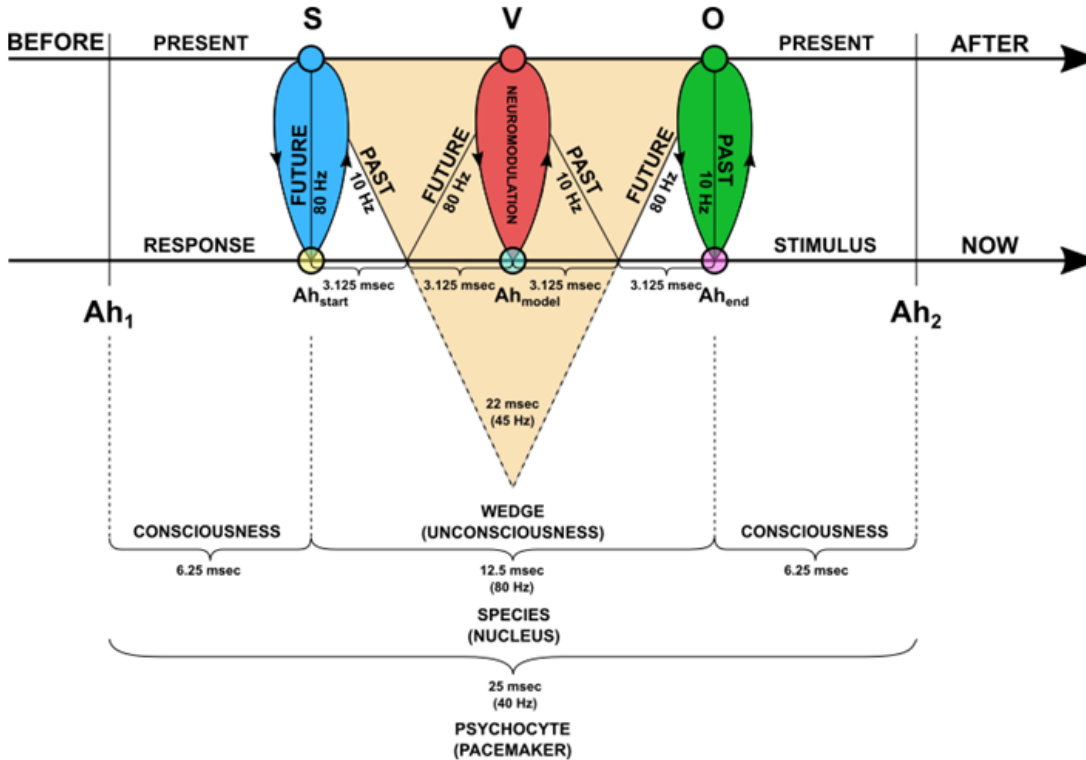 S V O
BEFORE PRESENT PRESENT AFTER
FUTURE
80 Hz
PAST
10 Hz
FUTURE
80 Hz
NEUROMODULATION
PAST
10 Hz
FUTURE
80 Hz
PAST
10 Hz
RESPONSE STIMULUS NOW
3.125 msec 3.125 msec 3.125 msec 3.125 msec
Ah₁ Ahstart Ahmodel Ahend Ah₂
22 msec
(45 Hz)
WEDGE
CONSCIOUSNESS (UNCONSCIOUSNESS) CONSCIOUSNESS
6.25 msec 12.5 msec 6.25 msec
(80 Hz)
SPECIES
(NUCLEUS)
25 msec
(40 Hz)
PSYCHOCYTE
(PACEMAKER)